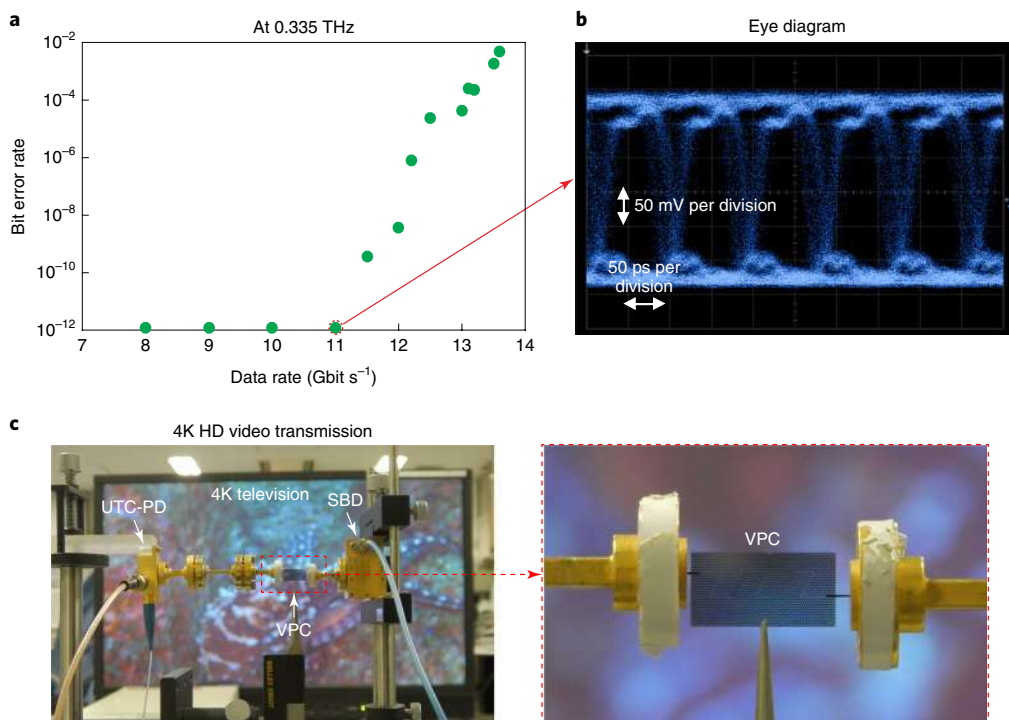 a
At 0.335 THz
10⁻²
10⁻⁴
10⁻⁶
10⁻⁸
10⁻¹⁰
10⁻¹²
Bit error rate
7 8 9 10 11 12 13 14
Data rate (Gbit s⁻¹)
b
Eye diagram
50 mV per division
50 ps per
division
c
4K HD video transmission
4K television
UTC-PD
SBD
VPC
VPC